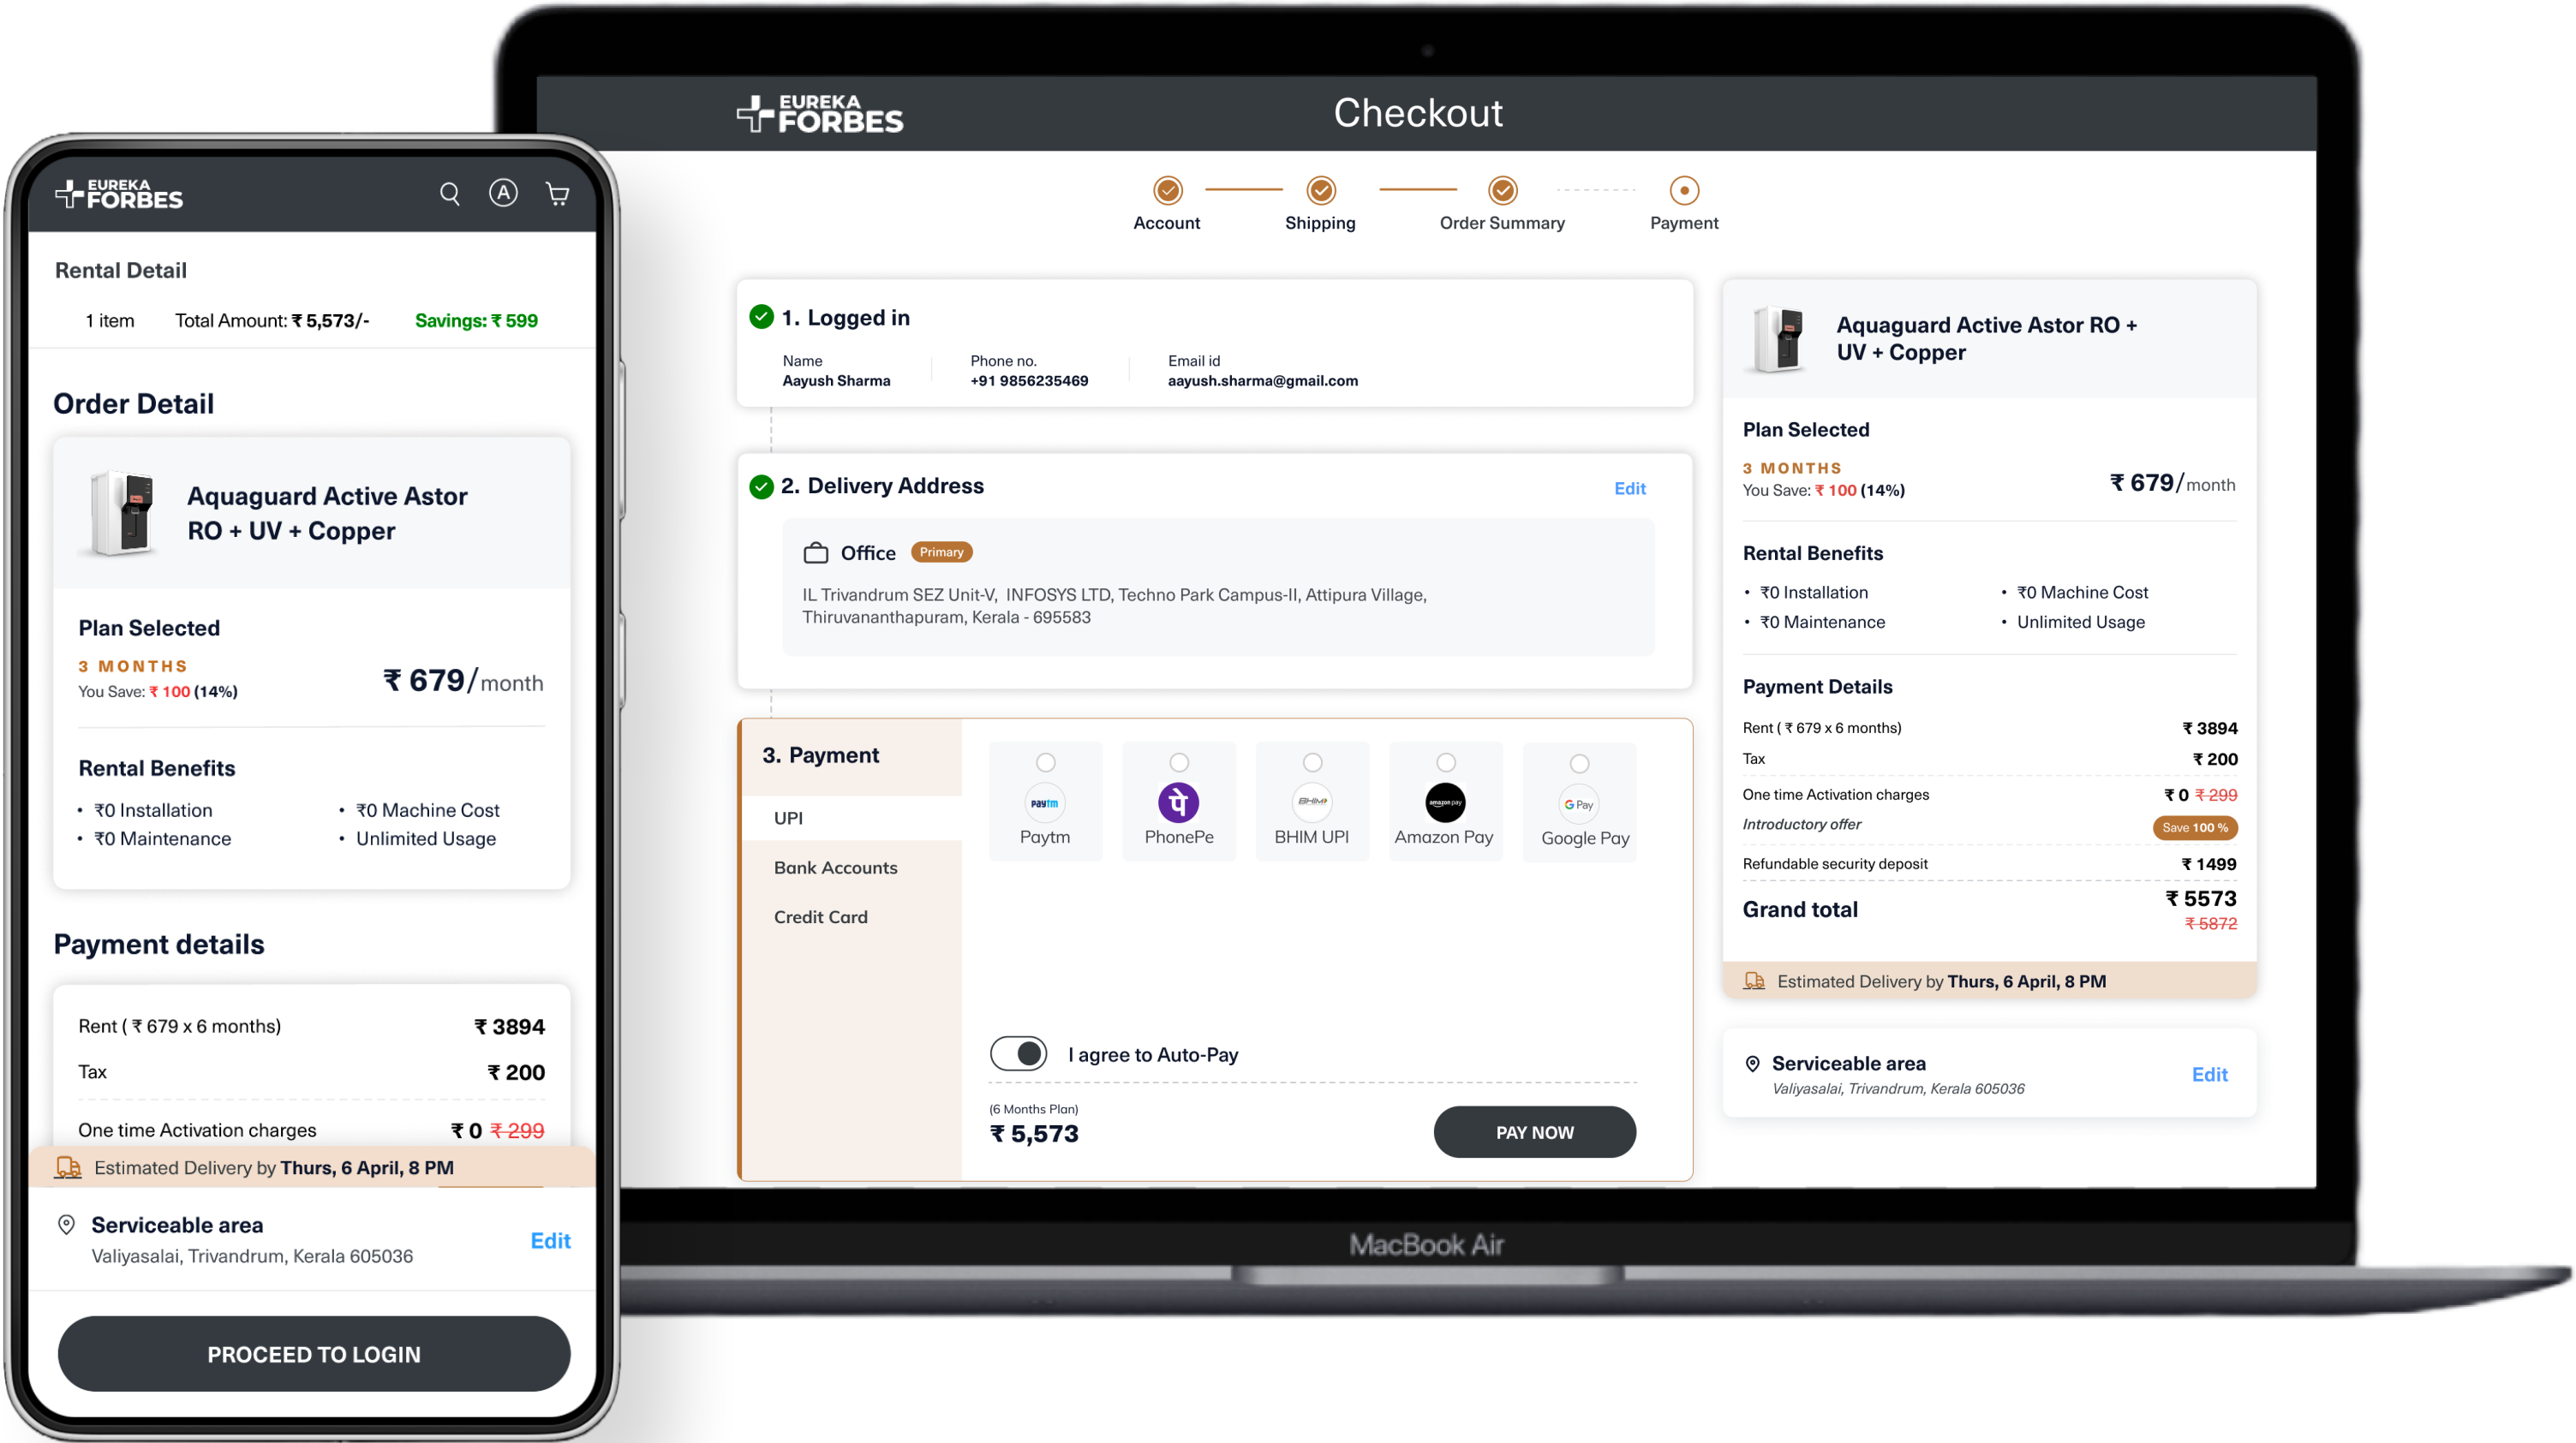 EUREKA
FORBES
A
Rental Detail
1 item Total Amount: ₹ 5,573/- Savings: ₹ 599
Order Detail
Aquaguard Active Astor
RO + UV + Copper
Plan Selected
3 MONTHS
You Save: ₹ 100 (14%)
₹ 679/month
Rental Benefits
• ₹0 Installation
• ₹0 Machine Cost
• ₹0 Maintenance
• Unlimited Usage
Payment details
Rent ( ₹ 679 x 6 months) ₹ 3894
Tax ₹ 200
One time Activation charges ₹ 0 ₹ 299
Estimated Delivery by Thurs, 6 April, 8 PM
Serviceable area
Valiyasalai, Trivandrum, Kerala 605036
Edit
PROCEED TO LOGIN
EUREKA
FORBES
Checkout
Account
Shipping
Order Summary
Payment
1. Logged in
Name
Aayush Sharma
Phone no.
+91 9856235469
Email id
aayush.sharma@gmail.com
2. Delivery Address
Edit
Office
Primary
IL Trivandrum SEZ Unit-V, INFOSYS LTD, Techno Park Campus-II, Attipura Village,
Thiruvananthapuram, Kerala - 695583
3. Payment
UPI
Bank Accounts
Credit Card
paytm
Paytm
पे
PhonePe
BHIM
BHIM UPI
amazon pay
Amazon Pay
G Pay
Google Pay
I agree to Auto-Pay
(6 Months Plan)
₹ 5,573
PAY NOW
Aquaguard Active Astor RO +
UV + Copper
Plan Selected
3 MONTHS
You Save: ₹ 100 (14%)
₹ 679/month
Rental Benefits
• ₹0 Installation
• ₹0 Machine Cost
• ₹0 Maintenance
• Unlimited Usage
Payment Details
Rent ( ₹ 679 x 6 months) ₹ 3894
Tax ₹ 200
One time Activation charges ₹ 0 ₹ 299
Introductory offer Save 100 %
Refundable security deposit ₹ 1499
Grand total ₹ 5573
₹ 5872
Estimated Delivery by Thurs, 6 April, 8 PM
Serviceable area
Valiyasalai, Trivandrum, Kerala 605036
Edit
MacBook Air